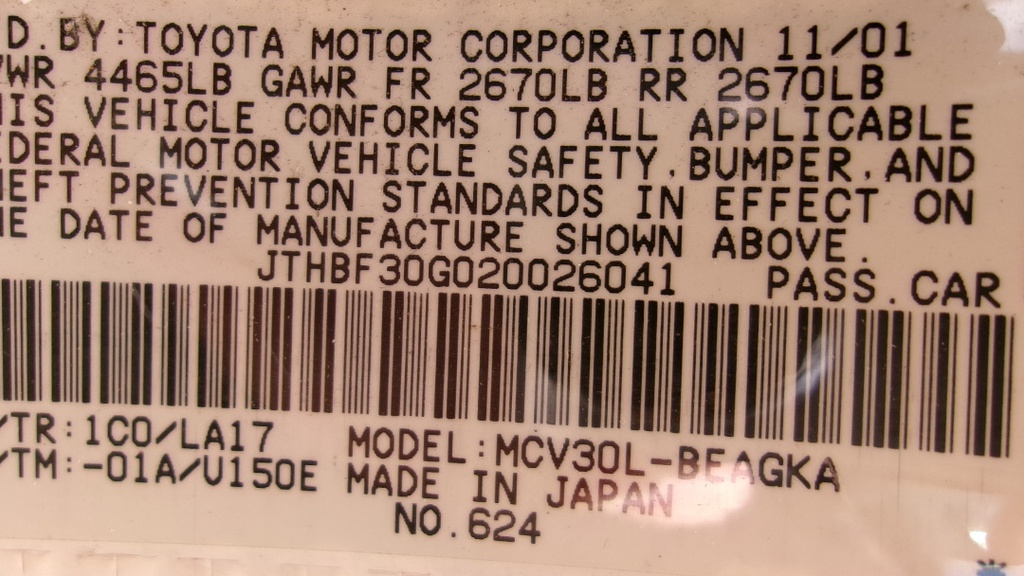 D. BY: TOYOTA MOTOR CORPORATION 11/01
VWR 4465LB GAWR FR 2670LB RR 2670LB
HIS VEHICLE CONFORMS TO ALL APPLICABLE
EDERAL MOTOR VEHICLE SAFETY, BUMPER, AND
HEFT PREVENTION STANDARDS IN EFFECT ON
HE DATE OF MANUFACTURE SHOWN ABOVE.
JTHBF30G020026041 PASS. CAR
/TR: 1C0/LA17 MODEL: MCV30L-BEAGKA
/TM: -01A/U150E MADE IN JAPAN
NO. 624